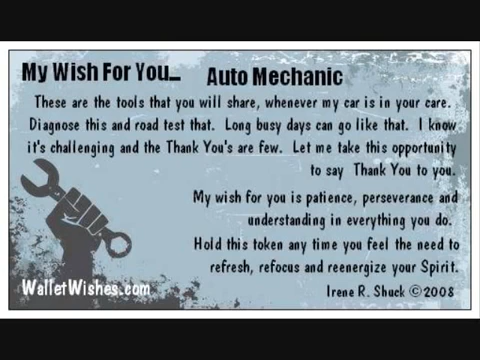 My Wish For You... Auto Mechanic
These are the tools that you will share, whenever my car is in your care.
Diagnose this and road test that. Long busy days can go like that. I know
it's challenging and the Thank You's are few. Let me take this opportunity
to say Thank You to you.
My wish for you is patience, perseverance and
understanding in everything you do.
Hold this token any time you feel the need to
refresh, refocus and reenergize your Spirit.
WalletWishes.com
Irene R. Shuck ©2008